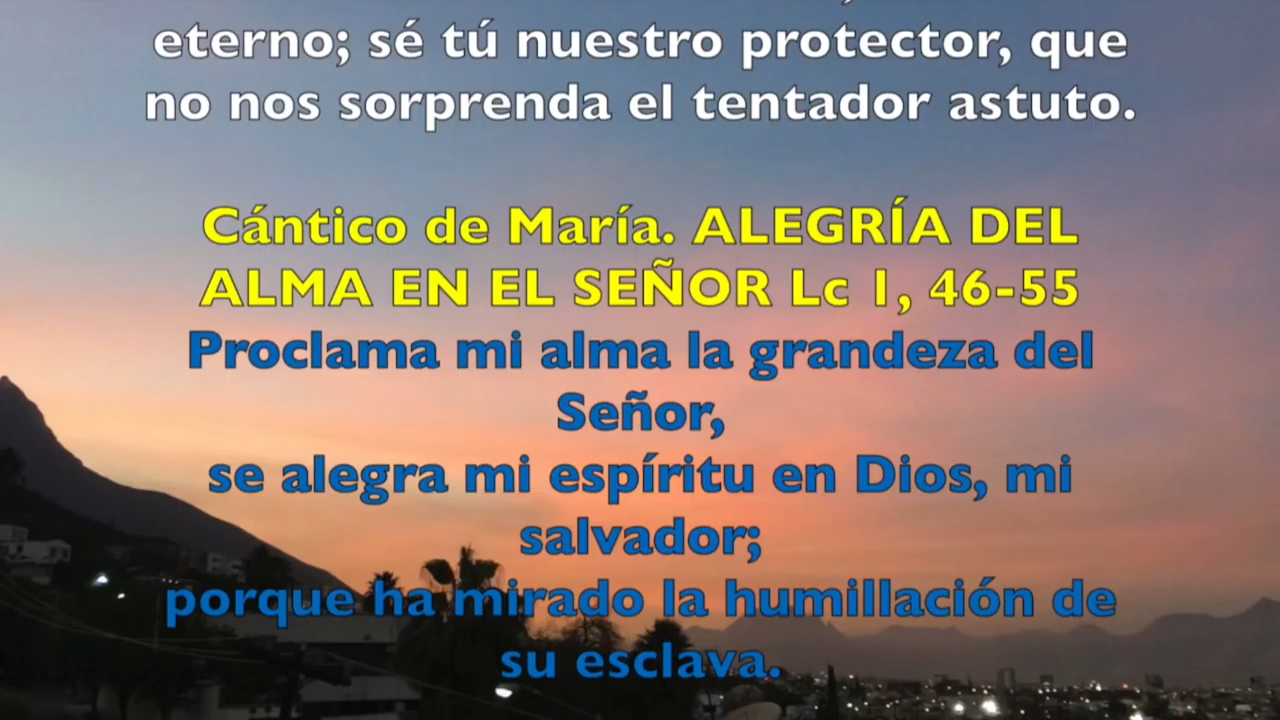 eterno; sé tú nuestro protector, que
no nos sorprenda el tentador astuto.
Cántico de María. ALEGRÍA DEL
ALMA EN EL SEÑOR Lc 1, 46-55
Proclama mi alma la grandeza del
Señor,
se alegra mi espíritu en Dios, mi
salvador;
porque ha mirado la humillación de
su esclava.